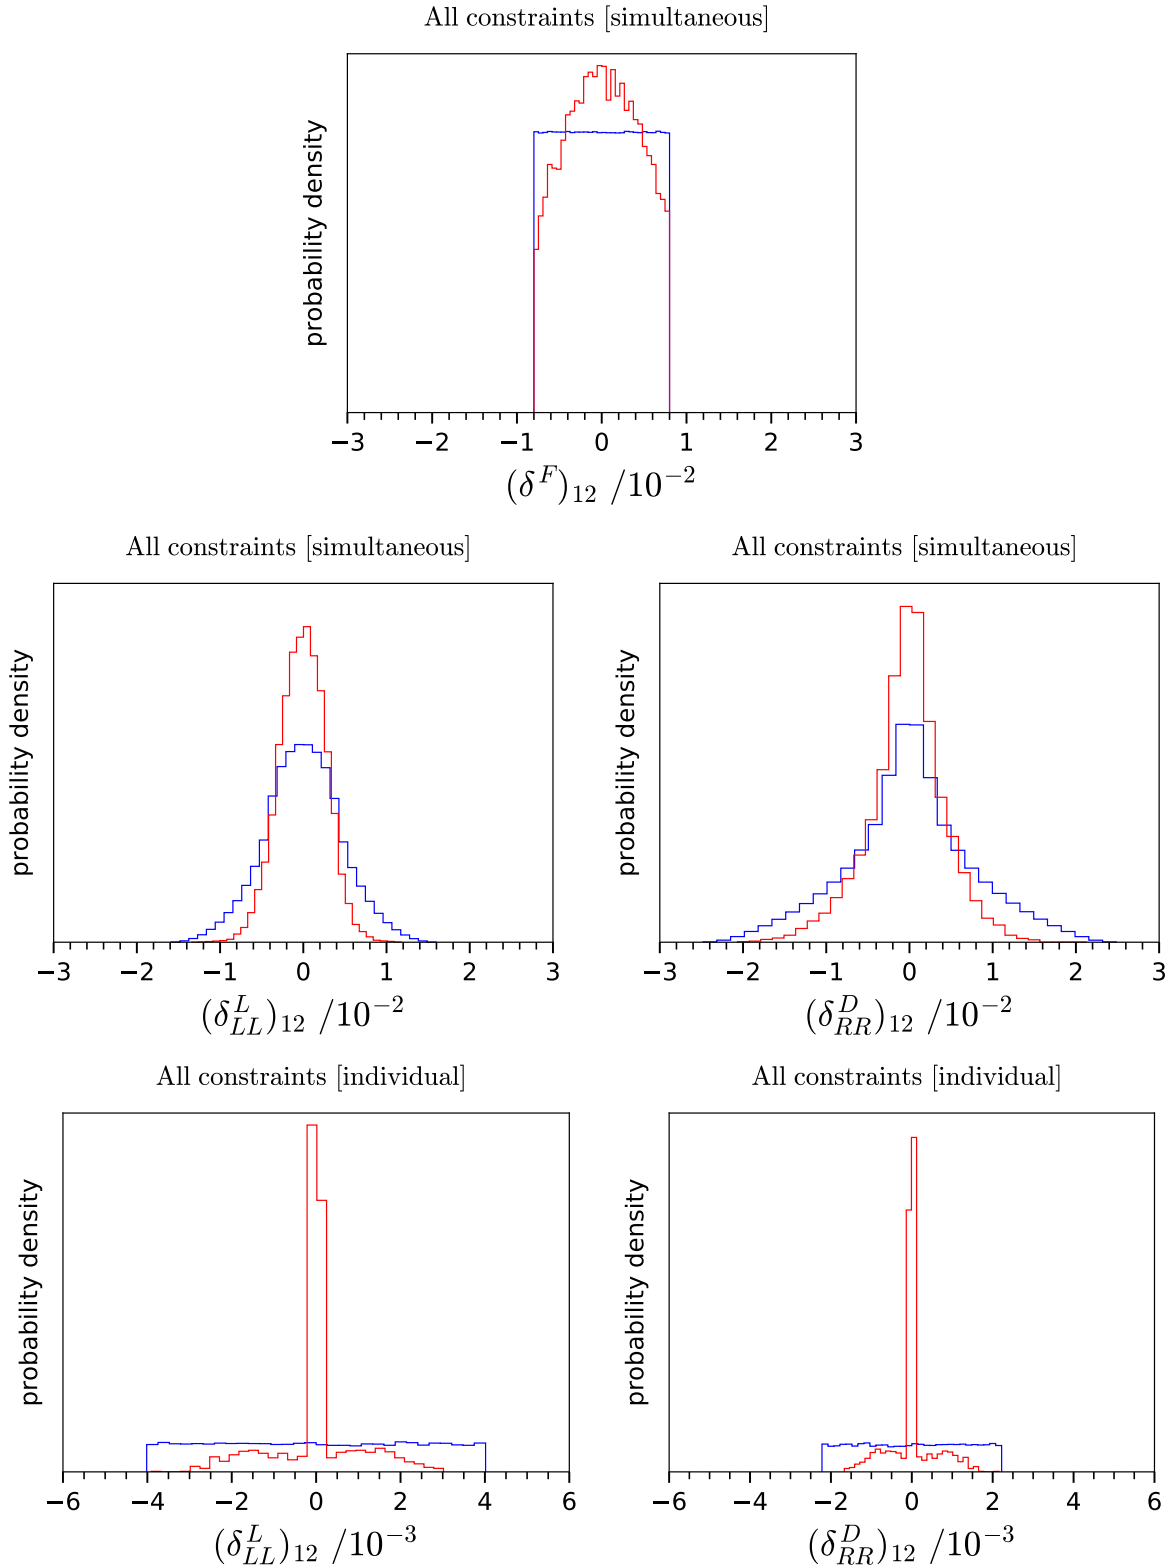 All constraints [simultaneous]
probability density
−3 −2 −1 0 1 2 3
(δ^F)_12 /10^−2
All constraints [simultaneous] All constraints [simultaneous]
probability density probability density
−3 −2 −1 0 1 2 3 −3 −2 −1 0 1 2 3
(δ^L_LL)_12 /10^−2 (δ^D_RR)_12 /10^−2
All constraints [individual] All constraints [individual]
probability density probability density
−6 −4 −2 0 2 4 6 −6 −4 −2 0 2 4 6
(δ^L_LL)_12 /10^−3 (δ^D_RR)_12 /10^−3